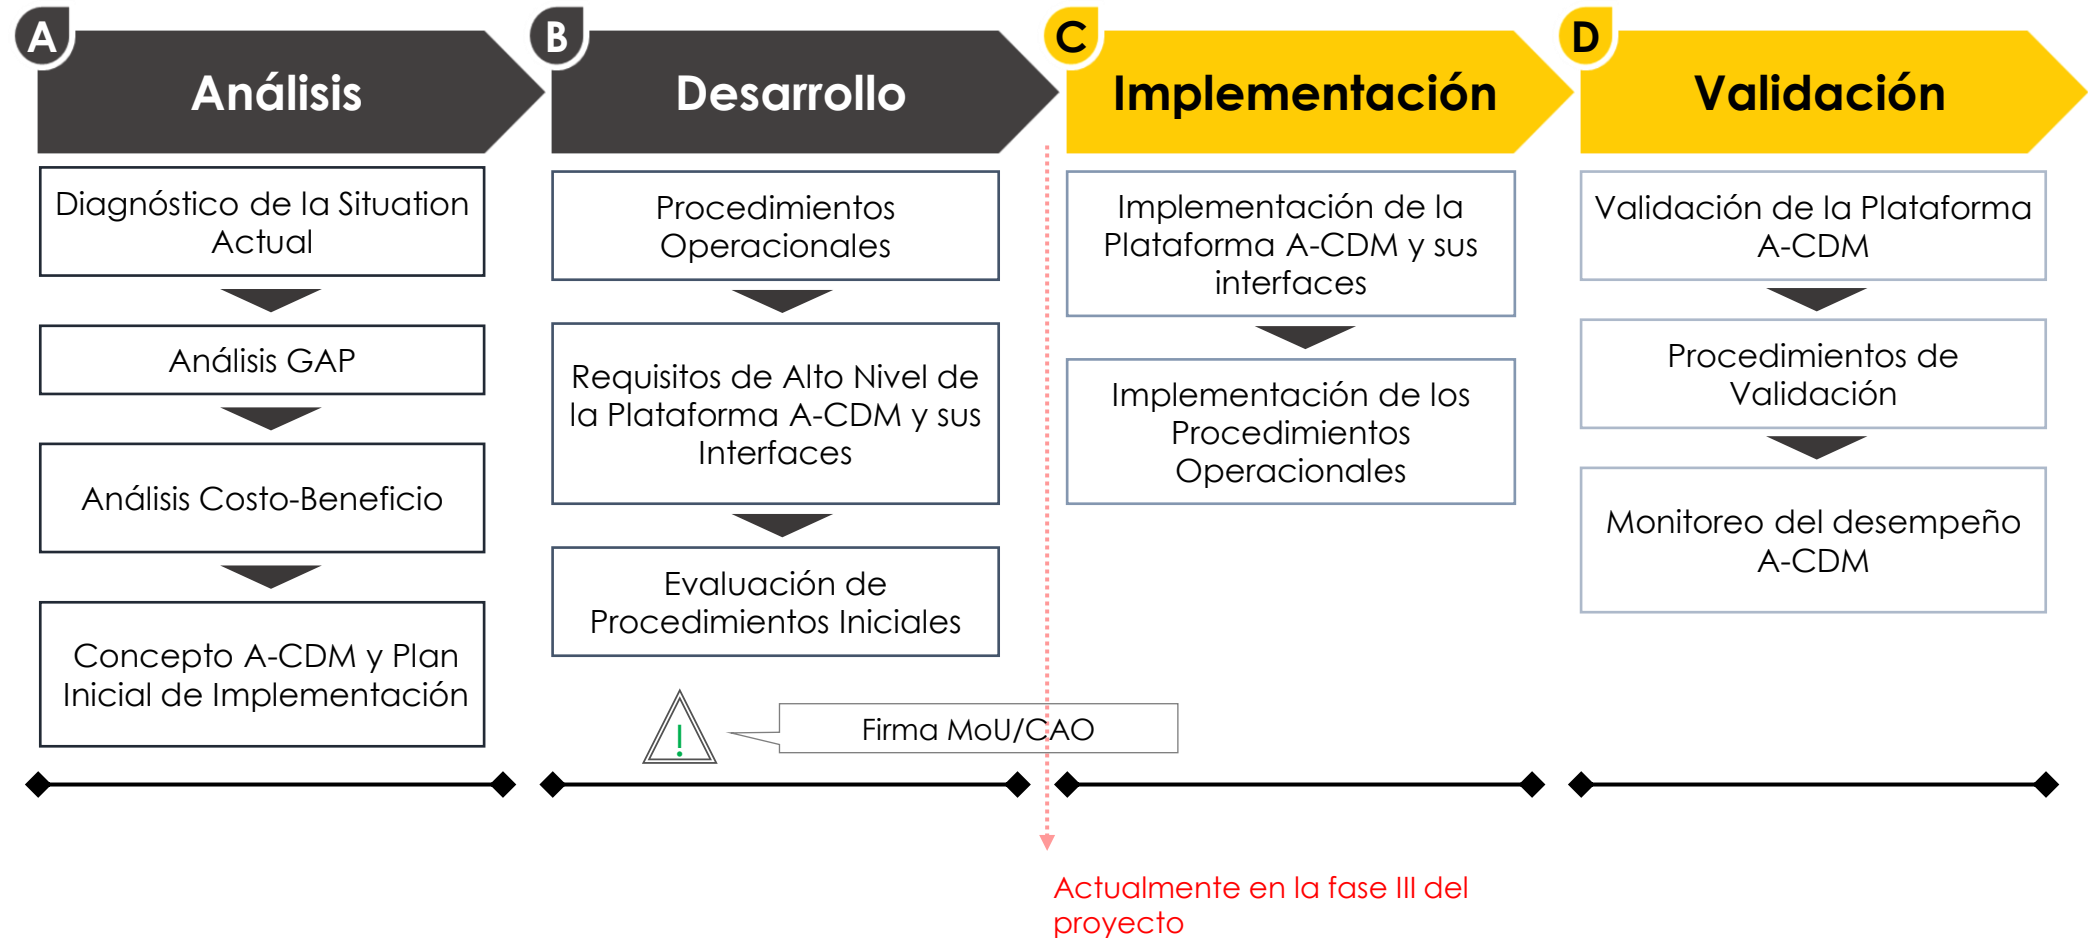 A
Análisis
Diagnóstico de la Situation
Actual
Análisis GAP
Análisis Costo-Beneficio
Concepto A-CDM y Plan
Inicial de Implementación
B
Desarrollo
Procedimientos
Operacionales
Requisitos de Alto Nivel de
la Plataforma A-CDM y sus
Interfaces
Evaluación de
Procedimientos Iniciales
!
Firma MoU/CAO
C
Implementación
Implementación de la
Plataforma A-CDM y sus
interfaces
Implementación de los
Procedimientos
Operacionales
D
Validación
Validación de la Plataforma
A-CDM
Procedimientos de
Validación
Monitoreo del desempeño
A-CDM
Actualmente en la fase III del
proyecto